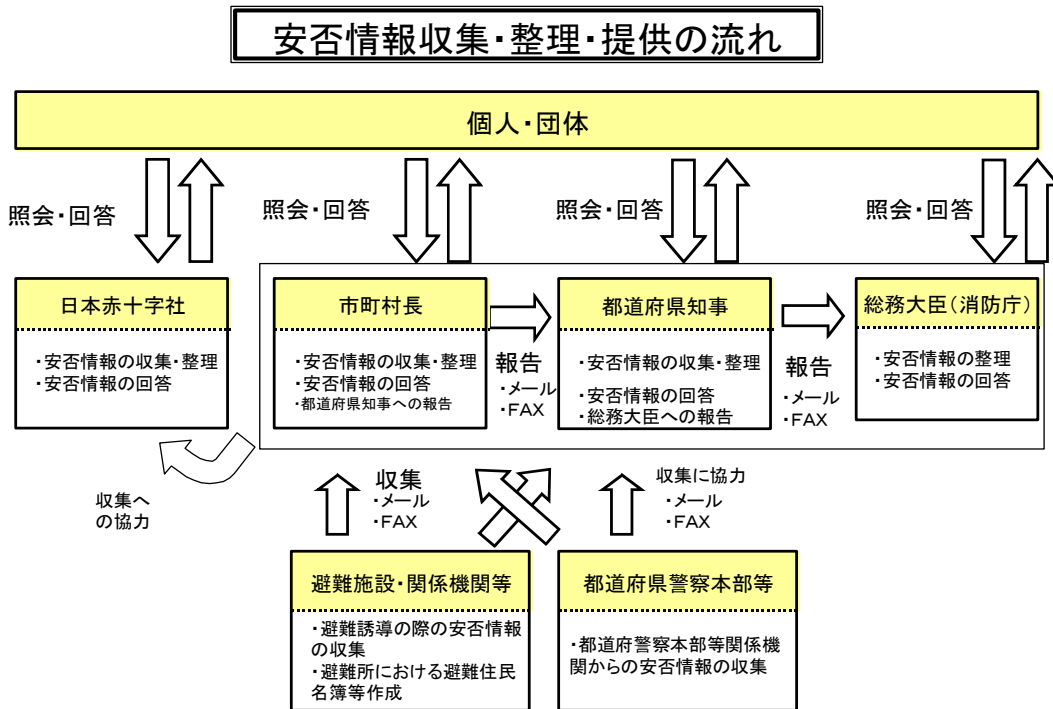 安否情報収集・整理・提供の流れ
個人・団体
照会・回答
照会・回答
照会・回答
照会・回答
日本赤十字社
・安否情報の収集・整理
・安否情報の回答
市町村長
・安否情報の収集・整理
・安否情報の回答
・都道府県知事への報告
報告
・メール
・FAX
都道府県知事
・安否情報の収集・整理
・安否情報の回答
・総務大臣への報告
報告
・メール
・FAX
総務大臣(消防庁)
・安否情報の整理
・安否情報の回答
収集へ
の協力
収集
・メール
・FAX
収集に協力
・メール
・FAX
避難施設・関係機関等
・避難誘導の際の安否情報
の収集
・避難所における避難住民
名簿等作成
都道府県警察本部等
・都道府警察本部等関係機
関からの安否情報の収集